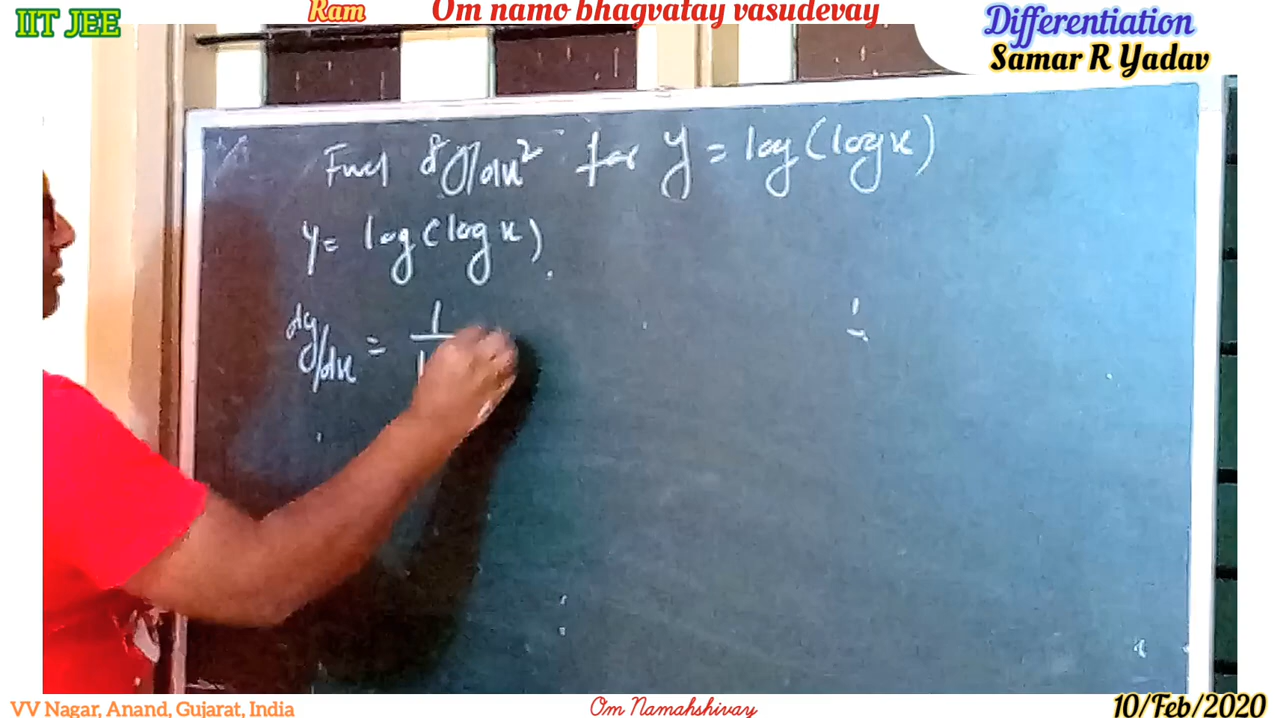 IIT JEE
Ram
Om namo bhagvatay vasudevay
Differentiation
Samar R Yadav
Find d²y/dx² for y = log(log x)
y = log(log x)
dy/dx = 1
VV Nagar, Anand, Gujarat, India
Om Namahshivay
10/Feb/2020